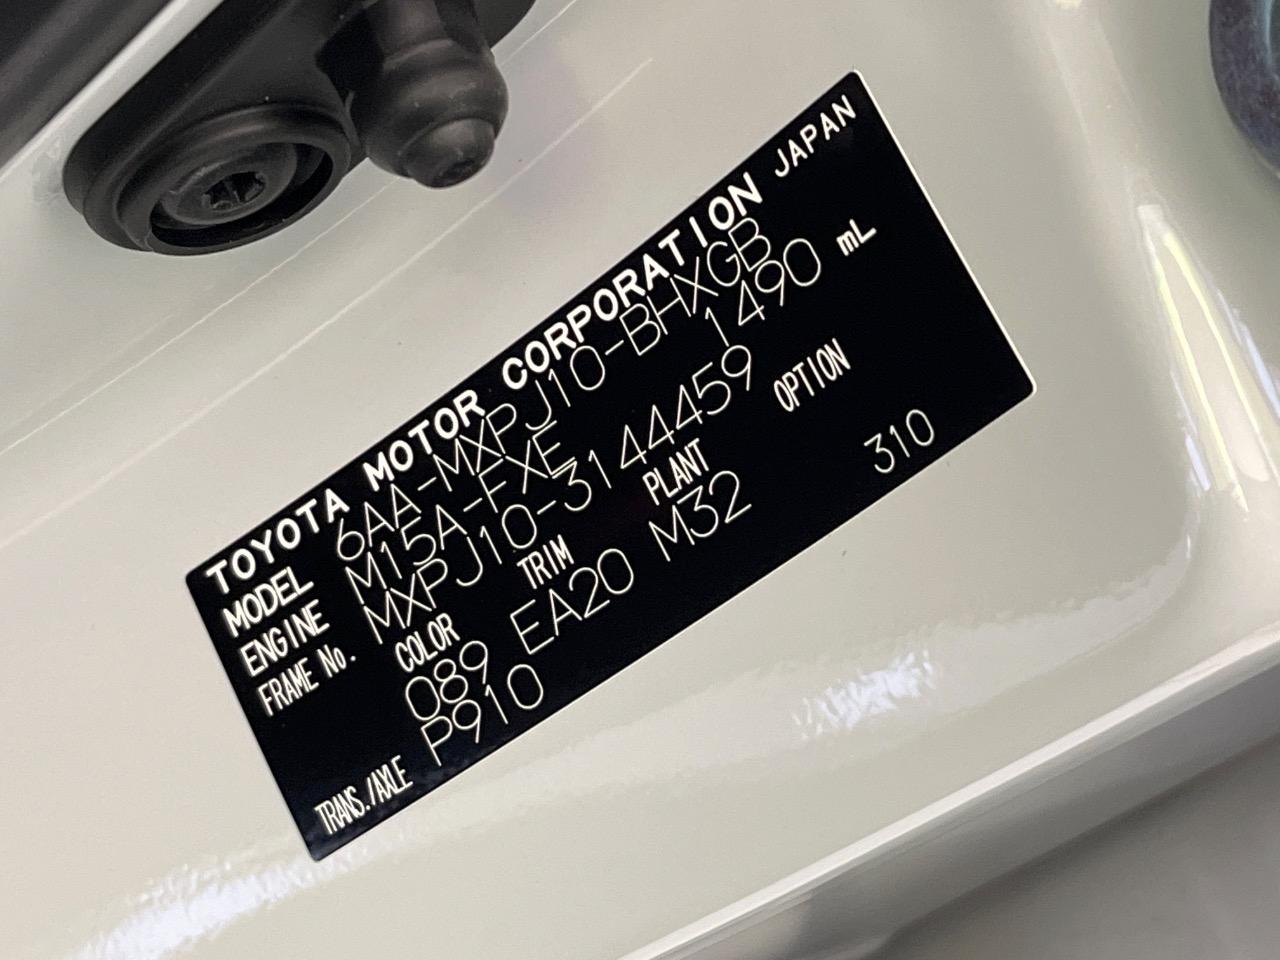 TOYOTA MOTOR CORPORATION JAPAN
MODEL 6AA-MXPJ10-BHXGB
ENGINE M15A-FXE 1490 mL
FRAME No. MXPJ10-3144459
COLOR TRIM PLANT OPTION
089 EA20 M32 310
TRANS./AXLE P910